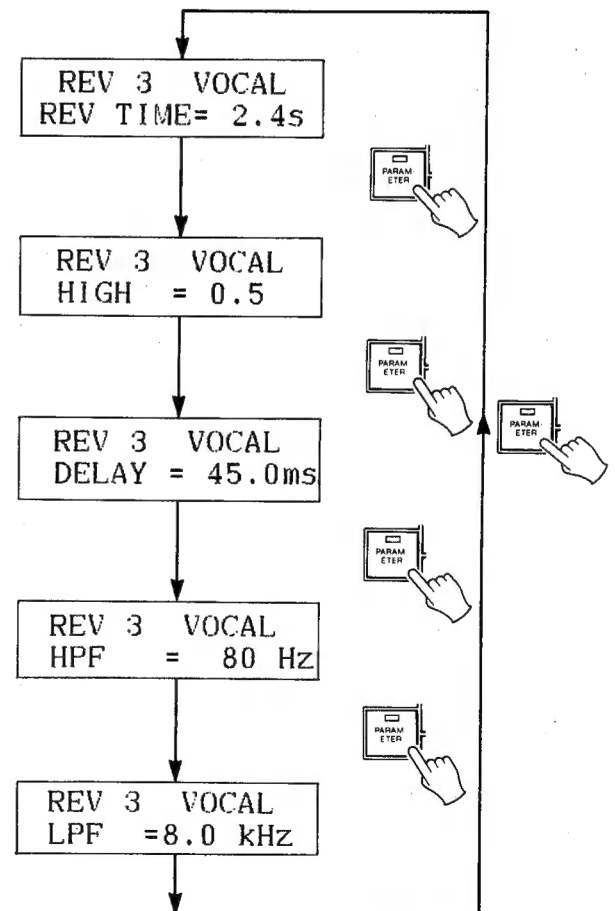 REV 3 VOCAL
REV TIME= 2.4s
PARAM-
ETER
REV 3 VOCAL
HIGH = 0.5
PARAM
ETER
PARAM-
ETER
REV 3 VOCAL
DELAY = 45.0ms
PARAM
ETER
REV 3 VOCAL
HPF = 80 Hz
PARAM
ETER
REV 3 VOCAL
LPF =8.0 kHz